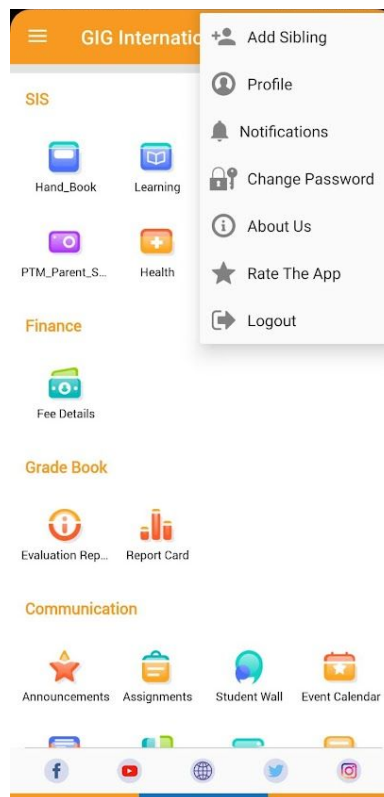 GIG Internatio
Add Sibling
Profile
Notifications
Change Password
About Us
Rate The App
Logout
SIS
Hand_Book
Learning
PTM_Parent_S...
Health
Finance
Fee Details
Grade Book
Evaluation Rep...
Report Card
Communication
Announcements
Assignments
Student Wall
Event Calendar